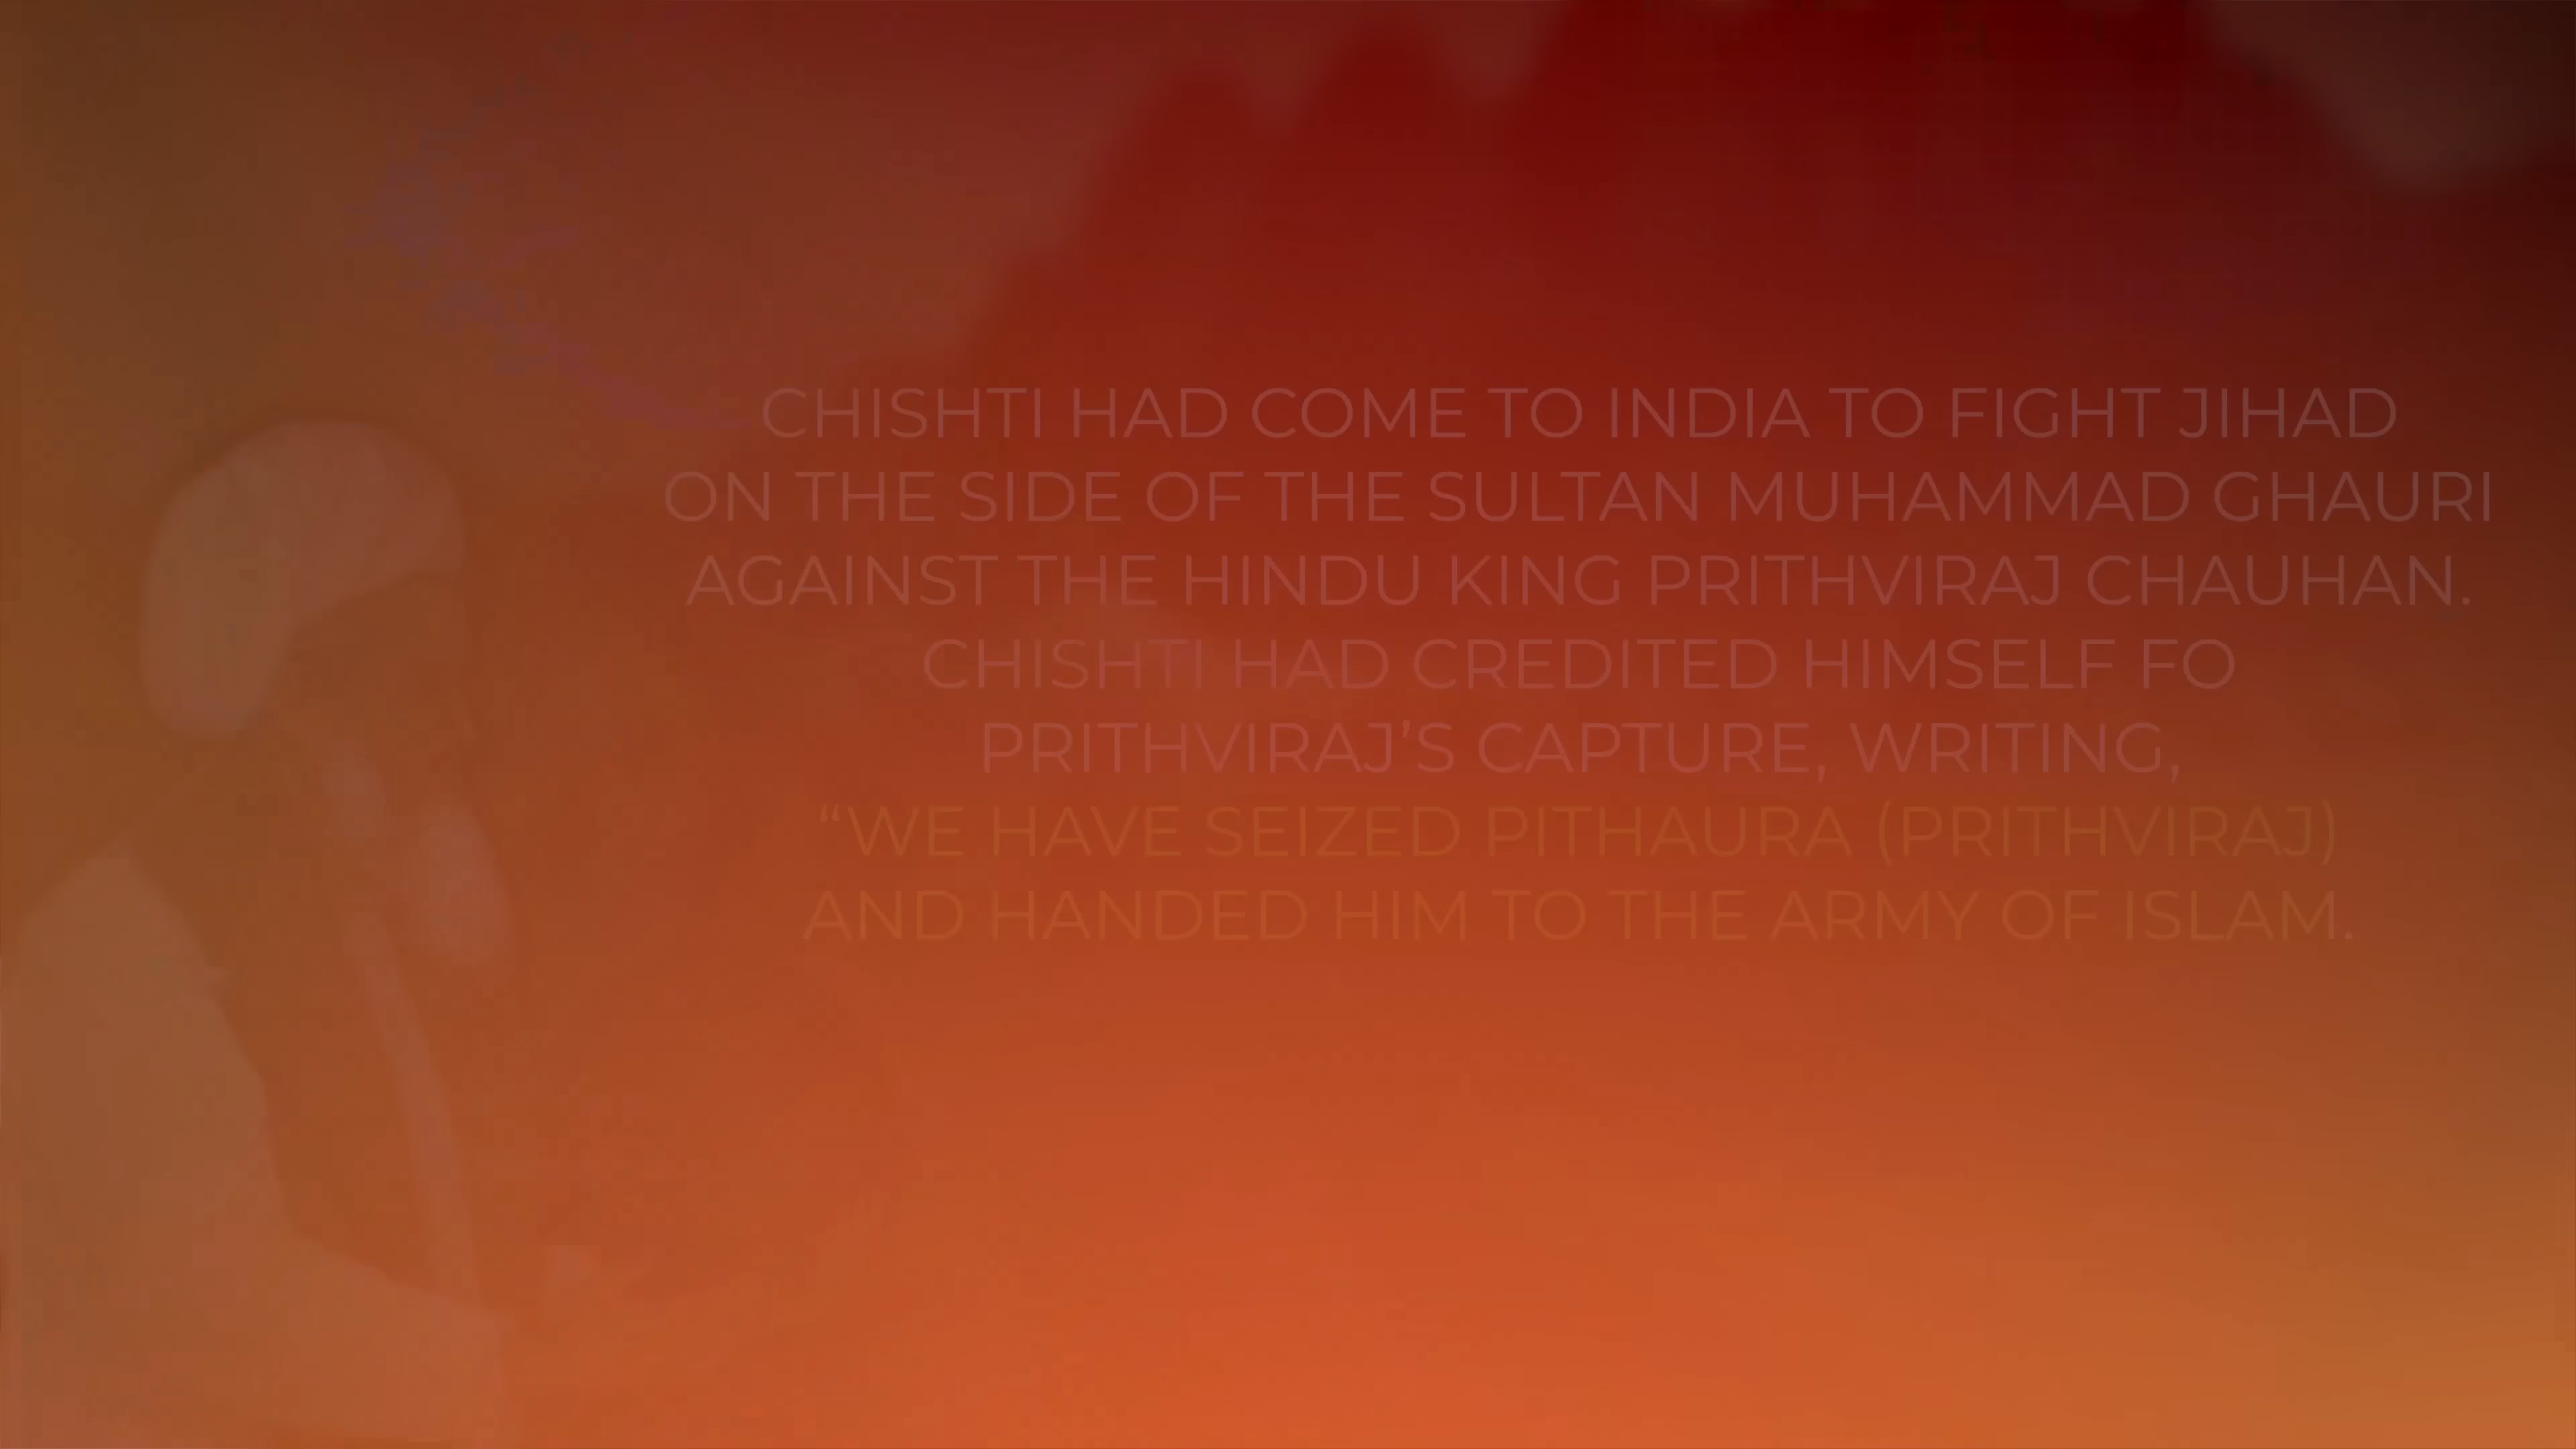 CHISHTI HAD COME TO INDIA TO FIGHT JIHAD
ON THE SIDE OF THE SULTAN MUHAMMAD GHAURI
AGAINST THE HINDU KING PRITHVIRAJ CHAUHAN.
CHISHTI HAD CREDITED HIMSELF FO
PRITHVIRAJ’S CAPTURE, WRITING,
“WE HAVE SEIZED PITHAURA (PRITHVIRAJ)
AND HANDED HIM TO THE ARMY OF ISLAM.